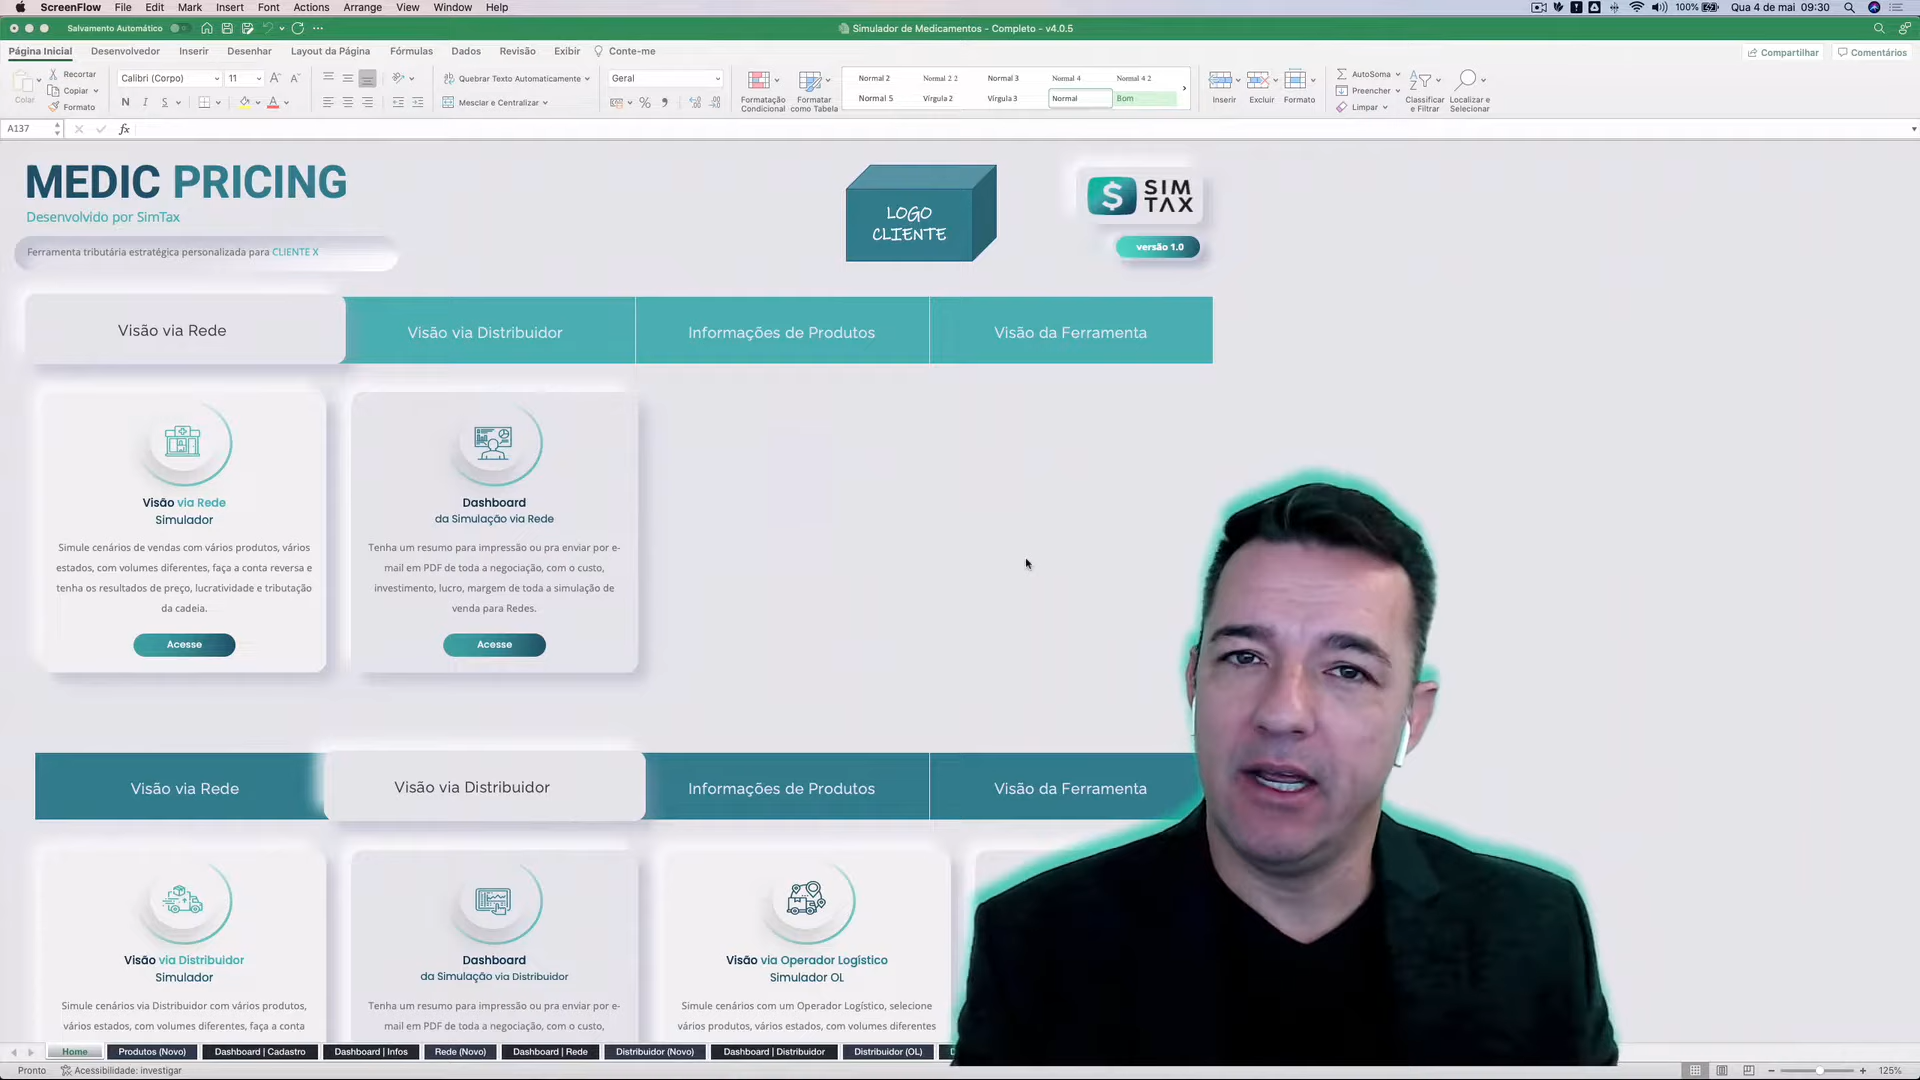 ScreenFlow File Edit Mark Insert Font Actions Arrange View Window Help 100% Qua 4 de mai 09:30
Salvamento Automático Simulador de Medicamentos - Completo - v4.0.5
Página Inicial Desenvolvedor Inserir Desenhar Layout da Página Fórmulas Dados Revisão Exibir Conte-me Compartilhar Comentários
Colar Recortar Copiar Formato
Calibri (Corpo) 11
N I S
Quebrar Texto Automaticamente
Mesclar e Centralizar
Geral
Formatação Condicional
Formatar como Tabela
Normal 2 Normal 2 2 Normal 3 Normal 4 Normal 4 2
Normal 5 Vírgula 2 Vírgula 3 Normal Bom
Inserir Excluir Formato
AutoSoma
Preencher
Limpar
Classificar e Filtrar
Localizar e Selecionar
A137 fx
MEDIC PRICING
Desenvolvido por SimTax
Ferramenta tributária estratégica personalizada para CLIENTE X
LOGO
CLIENTE
$ SIM
TAX
versão 1.0
Visão via Rede Visão via Distribuidor Informações de Produtos Visão da Ferramenta
Visão via Rede
Simulador
Simule cenários de vendas com vários produtos, vários
estados, com volumes diferentes, faça a conta reversa e
tenha os resultados de preço, lucratividade e tributação
da cadeia.
Acesse
Dashboard
da Simulação via Rede
Tenha um resumo para impressão ou pra enviar por e-
mail em PDF de toda a negociação, com o custo,
investimento, lucro, margem de toda a simulação de
venda para Redes.
Acesse
Visão via Rede Visão via Distribuidor Informações de Produtos Visão da Ferramenta
Visão via Distribuidor
Simulador
Simule cenários via Distribuidor com vários produtos,
vários estados, com volumes diferentes, faça a conta
Dashboard
da Simulação via Distribuidor
Tenha um resumo para impressão ou pra enviar por e-
mail em PDF de toda a negociação, com o custo,
Visão via Operador Logístico
Simulador OL
Simule cenários com um Operador Logístico, selecione
vários produtos, vários estados, com volumes diferentes
Home Produtos (Novo) Dashboard | Cadastro Dashboard | Infos Rede (Novo) Dashboard | Rede Distribuidor (Novo) Dashboard | Distribuidor Distribuidor (OL)
Pronto Acessibilidade: investigar 125%